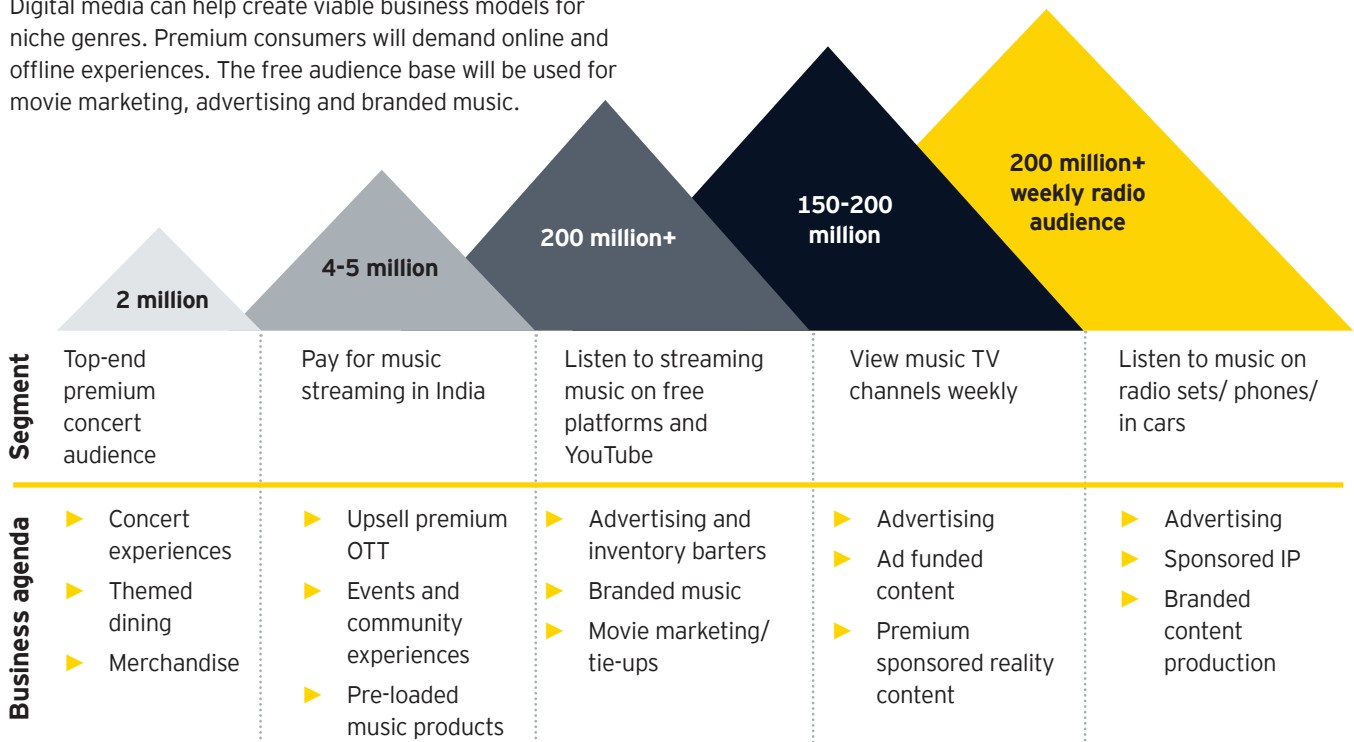 Digital media can help create viable business models for
niche genres. Premium consumers will demand online and
offline experiences. The free audience base will be used for
movie marketing, advertising and branded music.
2 million
4-5 million
200 million+
150-200
million
200 million+
weekly radio
audience
Segment
Top-end
premium
concert
audience
Pay for music
streaming in India
Listen to streaming
music on free
platforms and
YouTube
View music TV
channels weekly
Listen to music on
radio sets/ phones/
in cars
Business agenda
► Concert
experiences
► Themed
dining
► Merchandise
► Upsell premium
OTT
► Events and
community
experiences
► Pre-loaded
music products
► Advertising and
inventory barters
► Branded music
► Movie marketing/
tie-ups
► Advertising
► Ad funded
content
► Premium
sponsored reality
content
► Advertising
► Sponsored IP
► Branded
content
production